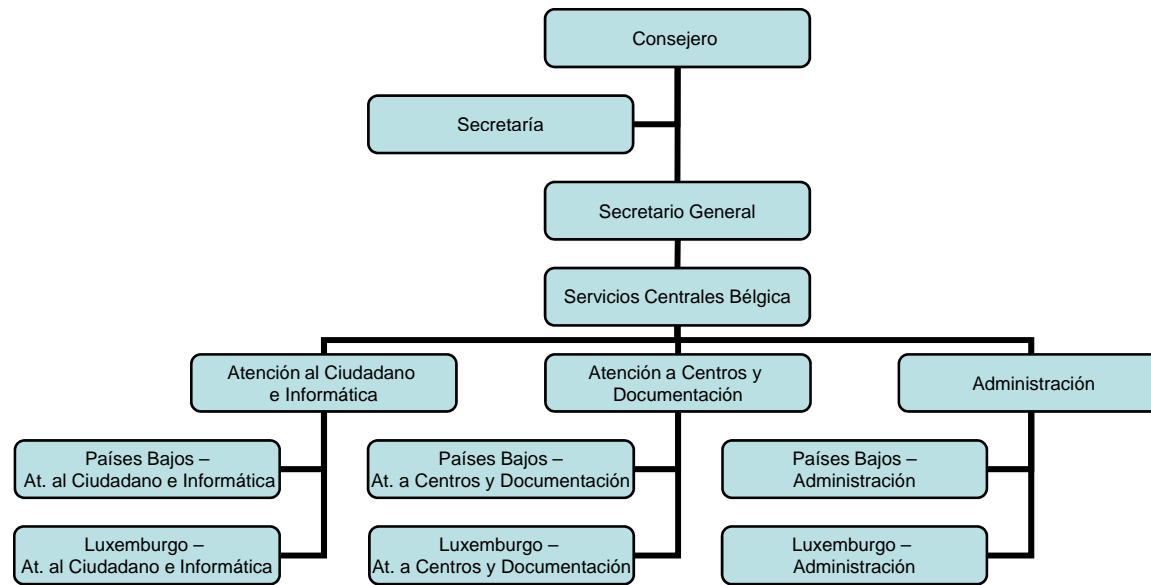 Consejero
Secretaría
Secretario General
Servicios Centrales Bélgica
Atención al Ciudadano
e Informática
Atención a Centros y
Documentación
Administración
Países Bajos –
At. al Ciudadano e Informática
Países Bajos –
At. a Centros y Documentación
Países Bajos –
Administración
Luxemburgo –
At. al Ciudadano e Informática
Luxemburgo –
At. a Centros y Documentación
Luxemburgo –
Administración